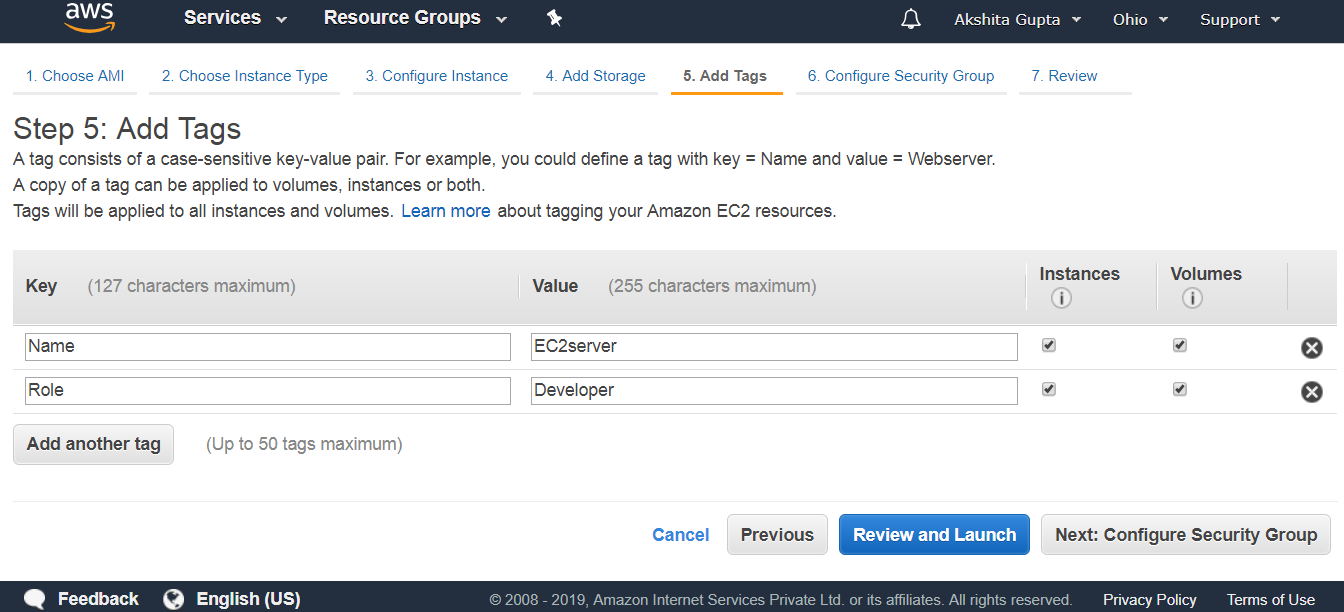 aws Services Resource Groups Akshita Gupta Ohio Support
1. Choose AMI 2. Choose Instance Type 3. Configure Instance 4. Add Storage 5. Add Tags 6. Configure Security Group 7. Review
Step 5: Add Tags
A tag consists of a case-sensitive key-value pair. For example, you could define a tag with key = Name and value = Webserver.
A copy of a tag can be applied to volumes, instances or both.
Tags will be applied to all instances and volumes. Learn more about tagging your Amazon EC2 resources.
Key (127 characters maximum) Value (255 characters maximum) Instances Volumes
Name EC2server
Role Developer
Add another tag (Up to 50 tags maximum)
Cancel Previous Review and Launch Next: Configure Security Group
Feedback English (US) © 2008 - 2019, Amazon Internet Services Private Ltd. or its affiliates. All rights reserved. Privacy Policy Terms of Use